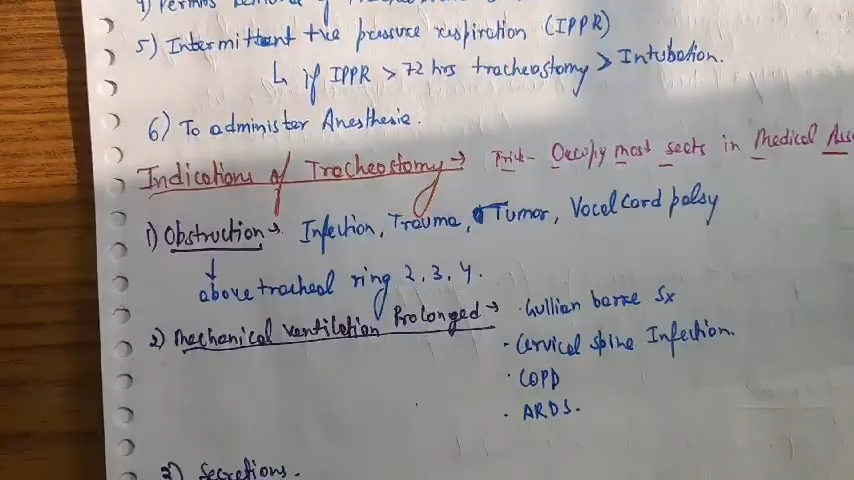 5) Intermittent +ve pressure respiration (IPPR)
↳ if IPPR > 72 hrs tracheostomy > Intubation.
6) To administer Anesthesia.
Indications of Tracheostomy → Trick- Occupy most seats in Medical Ass
1) Obstruction → Infection, Trauma, Tumor, Vocal Cord palsy
↓
above tracheal ring 2, 3, 4.
2) Mechanical ventilation Prolonged → · Gullian barre Sx
· Cervical spine Infection.
· COPD
· ARDS.
3) Secretions.